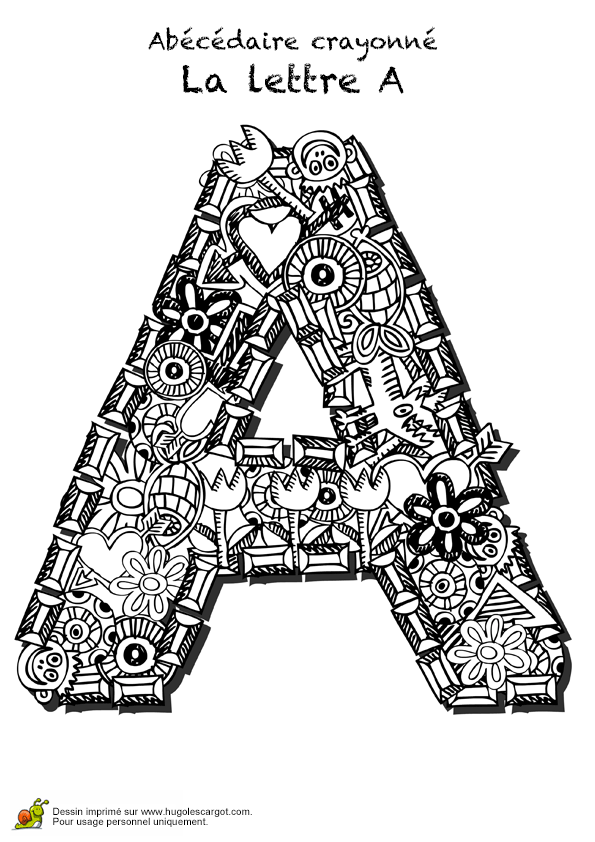 Abécédaire crayonné
La lettre A
Dessin imprimé sur www.hugolescargot.com.
Pour usage personnel uniquement.